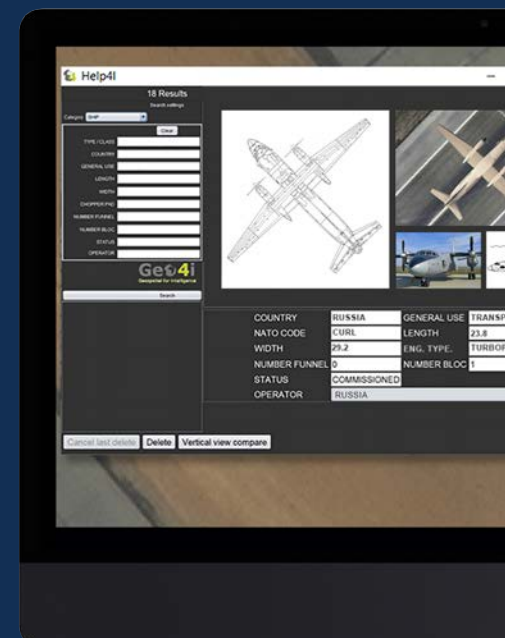 Help4I
18 Results
Search settings
Category SHIP
Clear
TYPE / CLASS
COUNTRY
GENERAL USE
LENGTH
WIDTH
CHOPPER PAD
NUMBER FUNNEL
NUMBER BLOC
STATUS
OPERATOR
Geo4i
Geospatial for Intelligence
Search
COUNTRY RUSSIA GENERAL USE TRANSP
NATO CODE CURL LENGTH 23.8
WIDTH 29.2 ENG. TYPE. TURBOF
NUMBER FUNNEL 0 NUMBER BLOC 1
STATUS COMMISSIONED
OPERATOR RUSSIA
Cancel last delete Delete Vertical view compare